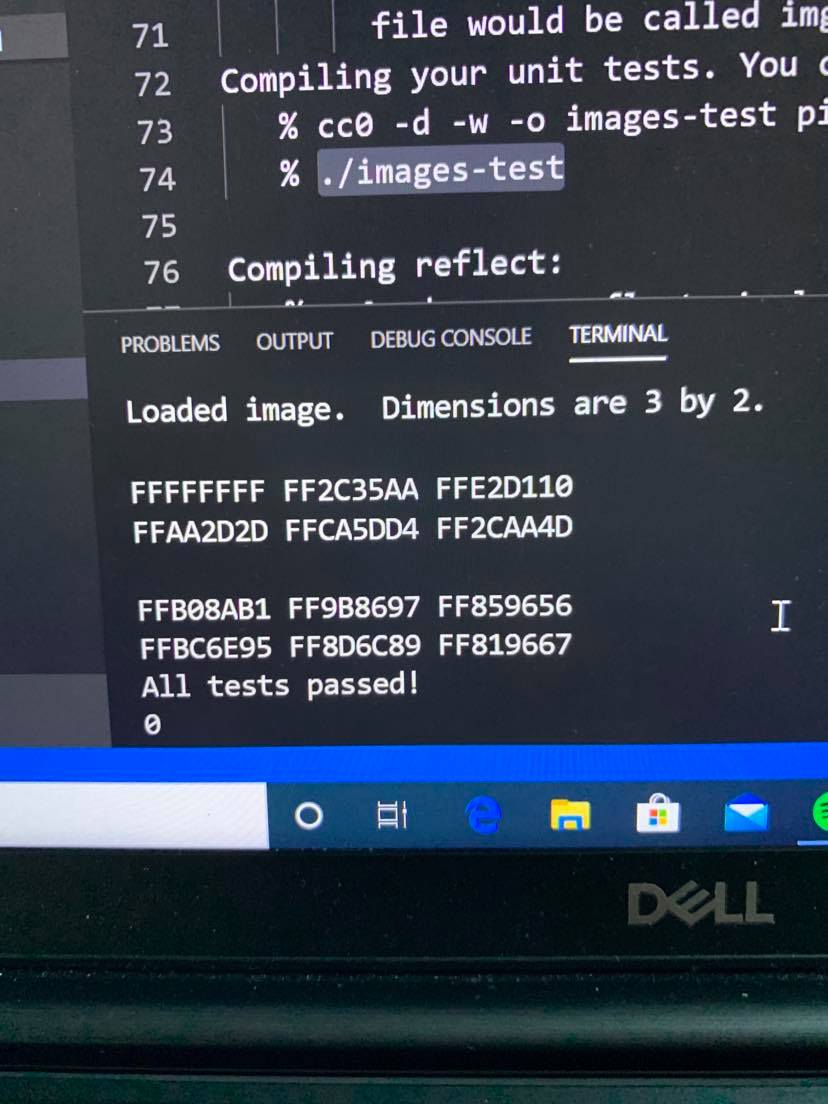 71 file would be called img
72 Compiling your unit tests. You
73 % cc0 -d -w -o images-test pi
74 % ./images-test
75
76 Compiling reflect:
PROBLEMS OUTPUT DEBUG CONSOLE TERMINAL
Loaded image. Dimensions are 3 by 2.
FFFFFFFF FF2C35AA FFE2D110
FFAA2D2D FFCA5DD4 FF2CAA4D
FFB08AB1 FF9B8697 FF859656
FFBC6E95 FF8D6C89 FF819667
All tests passed!
0
DELL